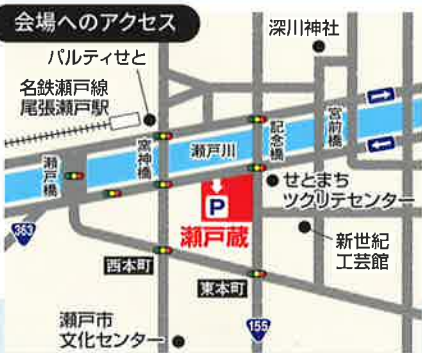 会場へのアクセス
深川神社
パルティせと
名鉄瀬戸線
尾張瀬戸駅
宮前橋
記念橋
瀬戸川
窯神橋
瀬戸橋
せとまち
ツクリテセンター
P
瀬戸蔵
363
新世紀
工芸館
西本町
東本町
瀬戸市
文化センター
155